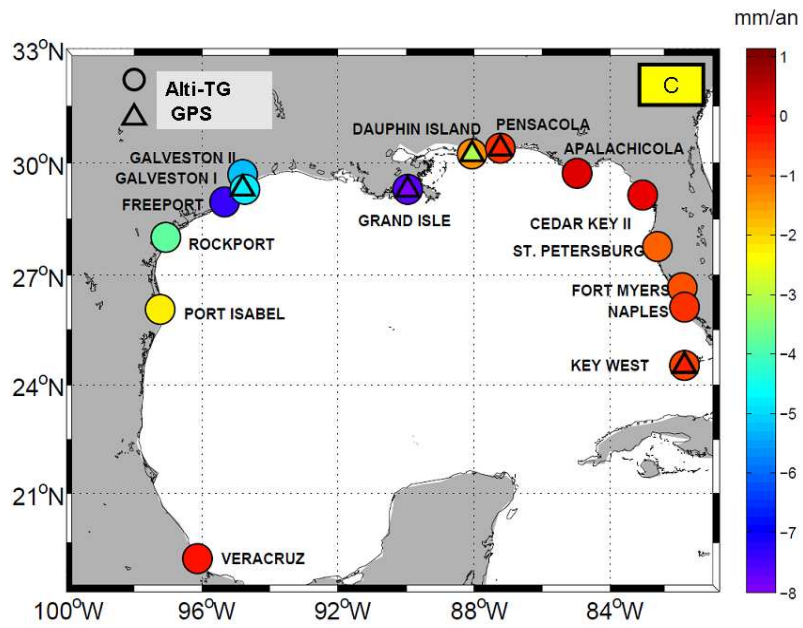 mm/an
33°N
30°N
27°N
24°N
21°N
Alti-TG
GPS
C
DAUPHIN ISLAND
PENSACOLA
APALACHICOLA
GALVESTON II
GALVESTON I
FREEPORT
GRAND ISLE
ROCKPORT
CEDAR KEY II
ST. PETERSBURG
FORT MYERS
NAPLES
PORT ISABEL
KEY WEST
VERACRUZ
100°W
96°W
92°W
88°W
84°W
1
0
−1
−2
−3
−4
−5
−6
−7
−8